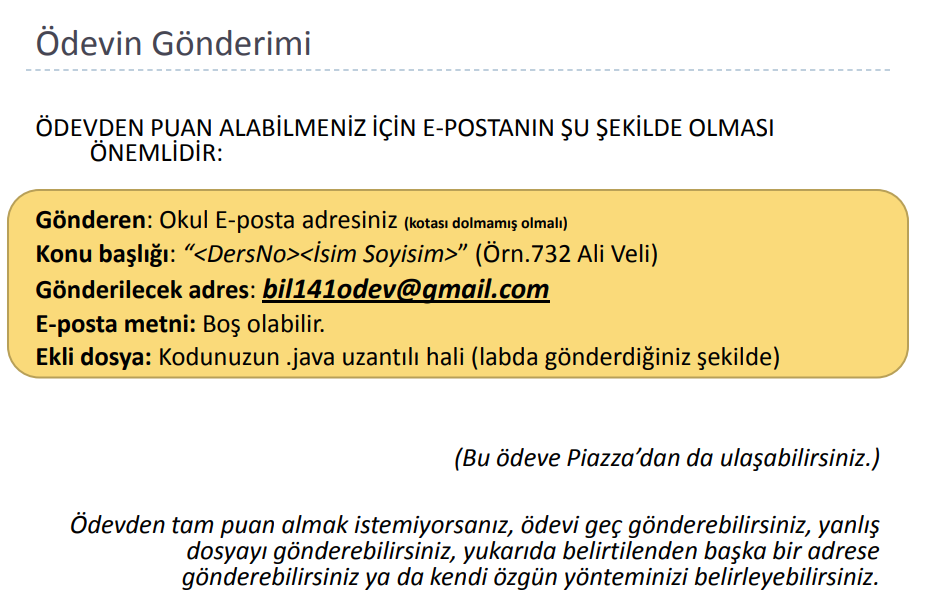 Ödevin Gönderimi
ÖDEVDEN PUAN ALABİLMENİZ İÇİN E-POSTANIN ŞU ŞEKİLDE OLMASI
ÖNEMLİDİR:
Gönderen: Okul E-posta adresiniz (kotası dolmamış olmalı)
Konu başlığı: “<DersNo><İsim Soyisim>” (Örn.732 Ali Veli)
Gönderilecek adres: bil141odev@gmail.com
E-posta metni: Boş olabilir.
Ekli dosya: Kodunuzun .java uzantılı hali (labda gönderdiğiniz şekilde)
(Bu ödeve Piazza’dan da ulaşabilirsiniz.)
Ödevden tam puan almak istemiyorsanız, ödevi geç gönderebilirsiniz, yanlış
dosyayı gönderebilirsiniz, yukarıda belirtilenden başka bir adrese
gönderebilirsiniz ya da kendi özgün yönteminizi belirleyebilirsiniz.